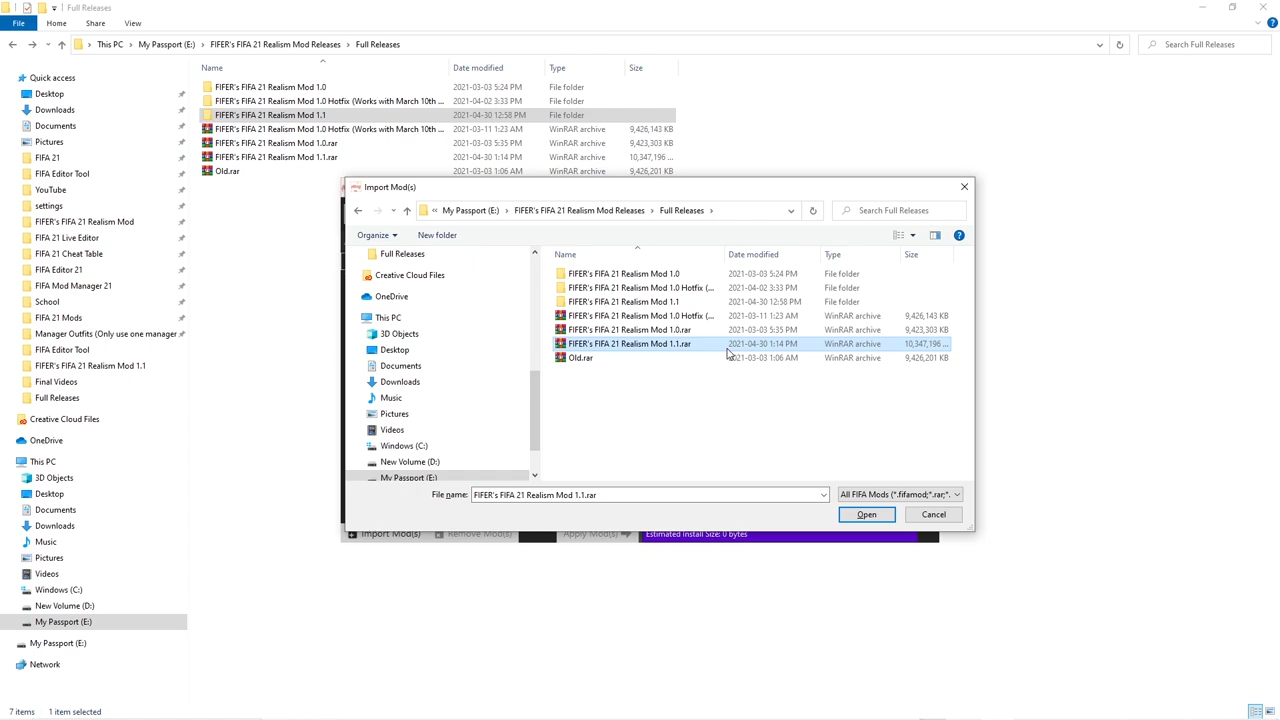 Full Releases
File Home Share View
This PC My Passport (E:) FIFER's FIFA 21 Realism Mod Releases Full Releases Search Full Releases
Name Date modified Type Size
FIFER's FIFA 21 Realism Mod 1.0 2021-03-03 5:24 PM File folder
FIFER's FIFA 21 Realism Mod 1.0 Hotfix (Works with March 10th ... 2021-04-02 3:33 PM File folder
FIFER's FIFA 21 Realism Mod 1.1 2021-04-30 12:58 PM File folder
FIFER's FIFA 21 Realism Mod 1.0 Hotfix (Works with March 10th ... 2021-03-11 1:23 AM WinRAR archive 9,426,143 KB
FIFER's FIFA 21 Realism Mod 1.0.rar 2021-03-03 5:35 PM WinRAR archive 9,423,303 KB
FIFER's FIFA 21 Realism Mod 1.1.rar 2021-04-30 1:14 PM WinRAR archive 10,347,196 ...
Old.rar 2021-03-03 1:06 AM WinRAR archive 9,426,201 KB
Quick access
Desktop
Downloads
Documents
Pictures
FIFA 21
FIFA Editor Tool
YouTube
settings
FIFER's FIFA 21 Realism Mod
FIFA 21 Live Editor
FIFA 21 Cheat Table
FIFA Editor 21
FIFA Mod Manager 21
School
FIFA 21 Mods
Manager Outfits (Only use one manager
FIFA Editor Tool
FIFER's FIFA 21 Realism Mod 1.1
Final Videos
Full Releases
Creative Cloud Files
OneDrive
This PC
3D Objects
Desktop
Documents
Downloads
Music
Pictures
Videos
Windows (C:)
New Volume (D:)
My Passport (E:)
My Passport (E:)
Network
7 items 1 item selected
Import Mod(s)
« My Passport (E:) FIFER's FIFA 21 Realism Mod Releases Full Releases Search Full Releases
Organize New folder
Full Releases
Creative Cloud Files
OneDrive
This PC
3D Objects
Desktop
Documents
Downloads
Music
Pictures
Videos
Windows (C:)
New Volume (D:)
My Passport (E:)
Name Date modified Type Size
FIFER's FIFA 21 Realism Mod 1.0 2021-03-03 5:24 PM File folder
FIFER's FIFA 21 Realism Mod 1.0 Hotfix (... 2021-04-02 3:33 PM File folder
FIFER's FIFA 21 Realism Mod 1.1 2021-04-30 12:58 PM File folder
FIFER's FIFA 21 Realism Mod 1.0 Hotfix (... 2021-03-11 1:23 AM WinRAR archive 9,426,143 KB
FIFER's FIFA 21 Realism Mod 1.0.rar 2021-03-03 5:35 PM WinRAR archive 9,423,303 KB
FIFER's FIFA 21 Realism Mod 1.1.rar 2021-04-30 1:14 PM WinRAR archive 10,347,196 ...
Old.rar 2021-03-03 1:06 AM WinRAR archive 9,426,201 KB
File name: FIFER's FIFA 21 Realism Mod 1.1.rar All FIFA Mods (*.fifamod;*.rar;*.
Open Cancel
Import Mod(s) Remove Mod(s) Apply Mod(s) Estimated Install Size: 0 bytes